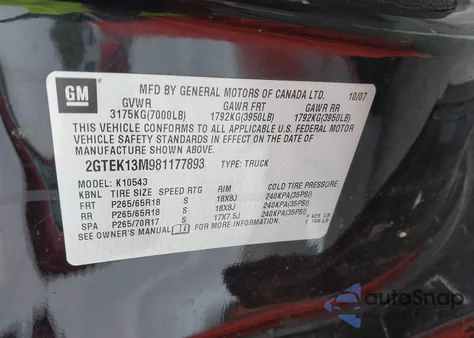 GM
MFD BY GENERAL MOTORS OF CANADA LTD. 10/07
GVWR GAWR FRT GAWR RR
3175KG(7000LB) 1792KG(3950LB) 1792KG(3950LB)
THIS VEHICLE CONFORMS TO ALL APPLICABLE U.S. FEDERAL MOTOR
VEHICLE SAFETY STANDARDS IN EFFECT ON THE DATE OF
MANUFACTURE SHOWN ABOVE.
2GTEK13M981177893 TYPE: TRUCK
MODEL: K10543
KBNL TIRE SIZE SPEED RTG RIM COLD TIRE PRESSURE
FRT P265/65R18 S 18X8J 240KPA(35PSI)
RR P265/65R18 S 18X8J 240KPA(35PSI)
SPA P265/70R17 S 17X7.5J 240KPA(35PSI)
SEE OWNER'S MANUAL FOR MORE INFORMATION.
autoSnap